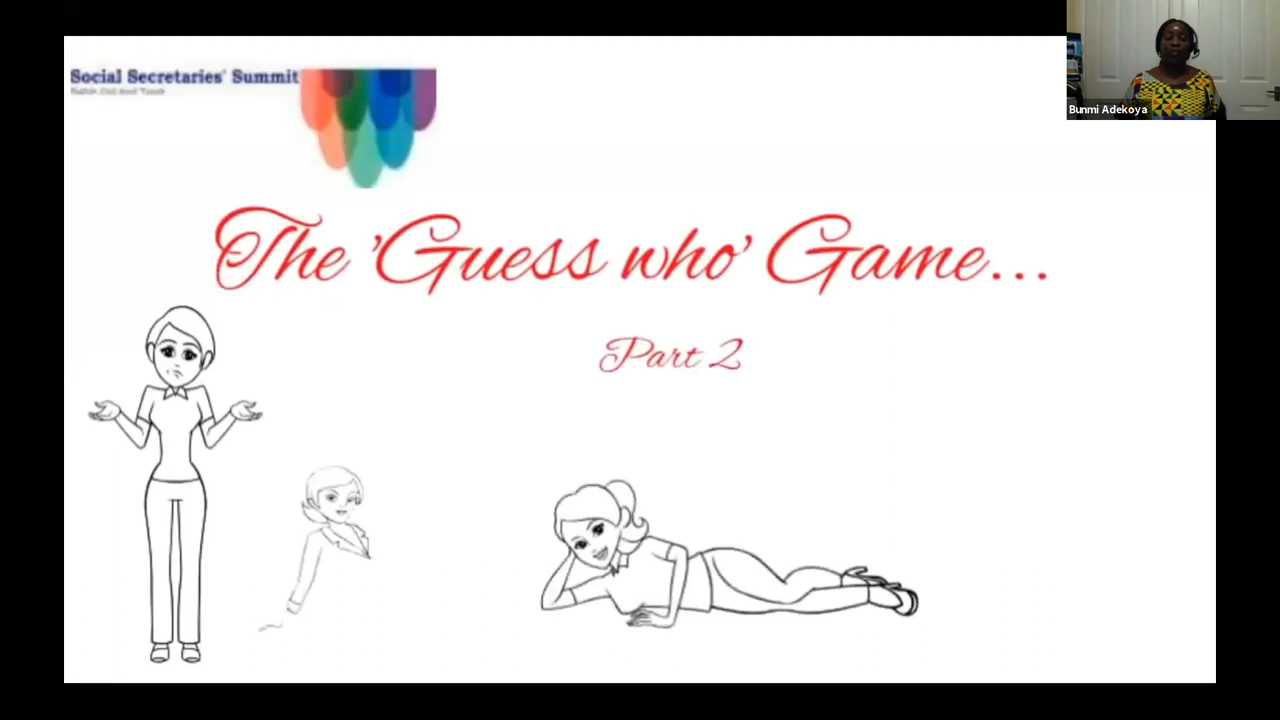 Social Secretaries' Summit
Bunmi Adekoya
The 'Guess who' Game...
Part 2